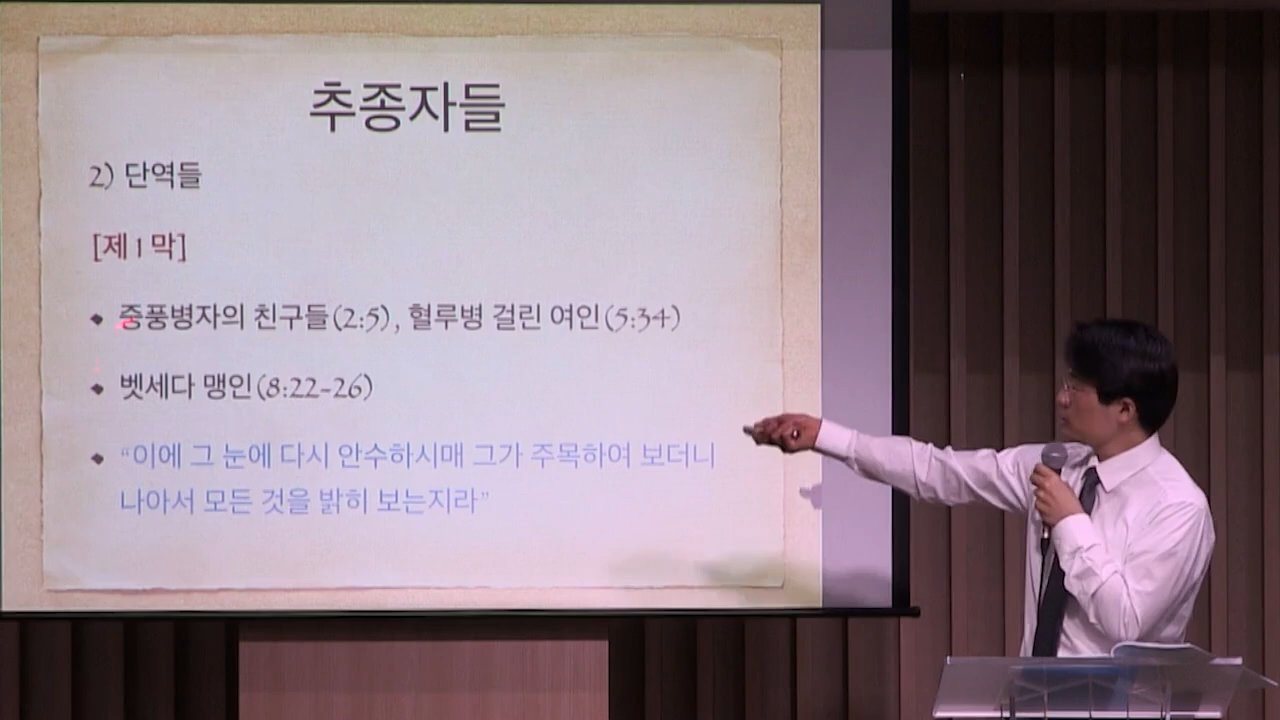 추종자들
2) 단역들
[제1막]
중풍병자의 친구들(2:5), 혈루병 걸린 여인(5:34)
벳세다 맹인(8:22-26)
“이에 그 눈에 다시 안수하시매 그가 주목하여 보더니
나아서 모든 것을 밝히 보는지라”